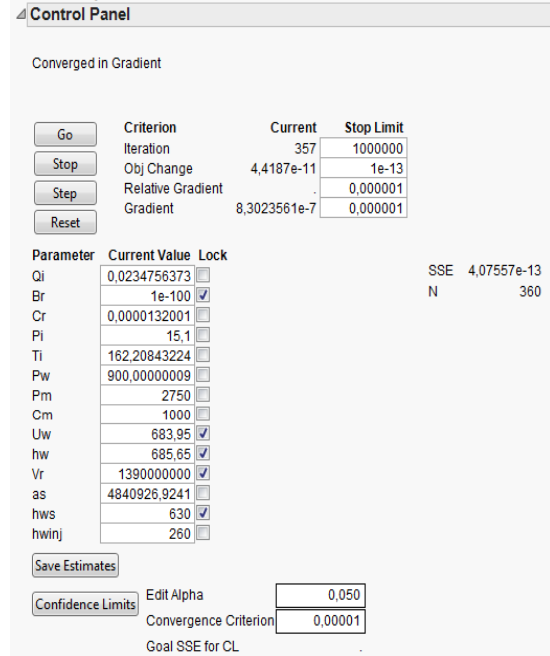 Control Panel
Converged in Gradient
Go
Stop
Step
Reset
Criterion Current Stop Limit
Iteration 357 1000000
Obj Change 4,4187e-11 1e-13
Relative Gradient . 0,000001
Gradient 8,3023561e-7 0,000001
Parameter Current Value Lock
Qi 0,0234756373
Br 1e-100
Cr 0,0000132001
Pi 15,1
Ti 162,20843224
Pw 900,00000009
Pm 2750
Cm 1000
Uw 683,95
hw 685,65
Vr 1390000000
as 4840926,9241
hws 630
hwinj 260
SSE 4,07557e-13
N 360
Save Estimates
Confidence Limits
Edit Alpha 0,050
Convergence Criterion 0,00001
Goal SSE for CL .